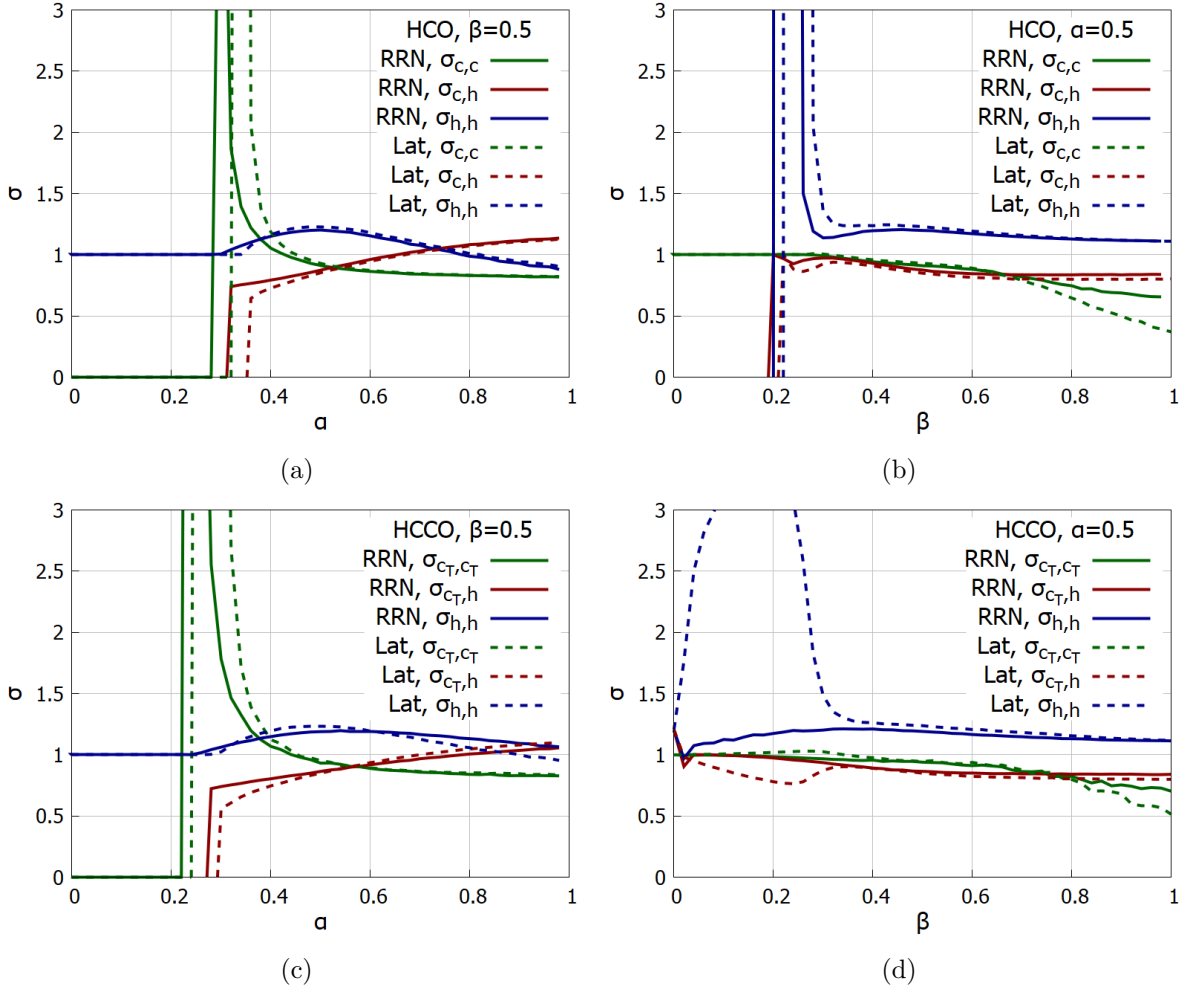 3
2.5
2
1.5
1
0.5
0
σ
HCO, β=0.5
RRN, σc,c
RRN, σc,h
RRN, σh,h
Lat, σc,c
Lat, σc,h
Lat, σh,h
0 0.2 0.4 0.6 0.8 1
α
(a)
3
2.5
2
1.5
1
0.5
0
σ
HCO, α=0.5
RRN, σc,c
RRN, σc,h
RRN, σh,h
Lat, σc,c
Lat, σc,h
Lat, σh,h
0 0.2 0.4 0.6 0.8 1
β
(b)
3
2.5
2
1.5
1
0.5
0
σ
HCCO, β=0.5
RRN, σcT,cT
RRN, σcT,h
RRN, σh,h
Lat, σcT,cT
Lat, σcT,h
Lat, σh,h
0 0.2 0.4 0.6 0.8 1
α
(c)
3
2.5
2
1.5
1
0.5
0
σ
HCCO, α=0.5
RRN, σcT,cT
RRN, σcT,h
RRN, σh,h
Lat, σcT,cT
Lat, σcT,h
Lat, σh,h
0 0.2 0.4 0.6 0.8 1
β
(d)